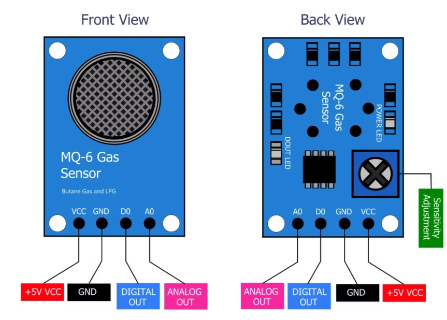 Front View
Back View
MQ-6 Gas
Sensor
Butane Gas and LPG
VCC GND D0 A0
+5V VCC
GND
DIGITAL
OUT
ANALOG
OUT
MQ-6 Gas
Sensor
POWER LED
DOUT LED
A0 D0 GND VCC
Sensitivity
Adjustment
ANALOG
OUT
DIGITAL
OUT
GND
+5V VCC